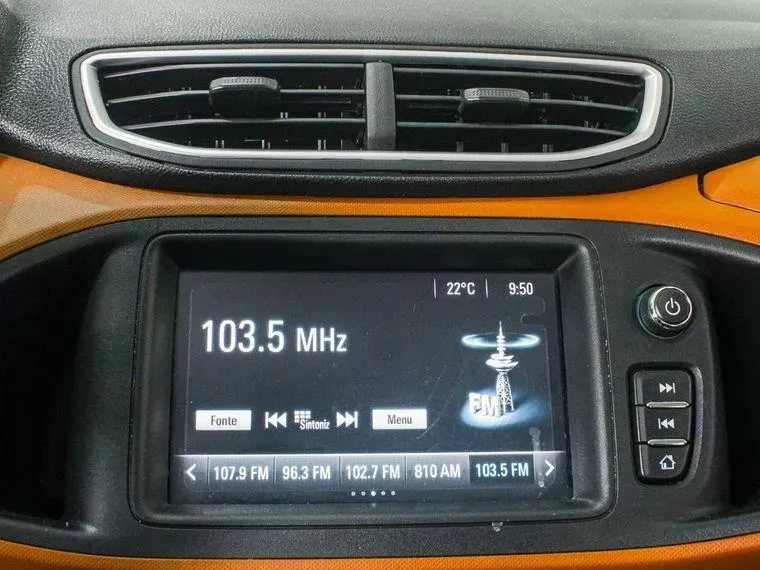 22°C 9:50
103.5 MHz
FM
Fonte Sintoniz Menu
107.9 FM 96.3 FM 102.7 FM 810 AM 103.5 FM